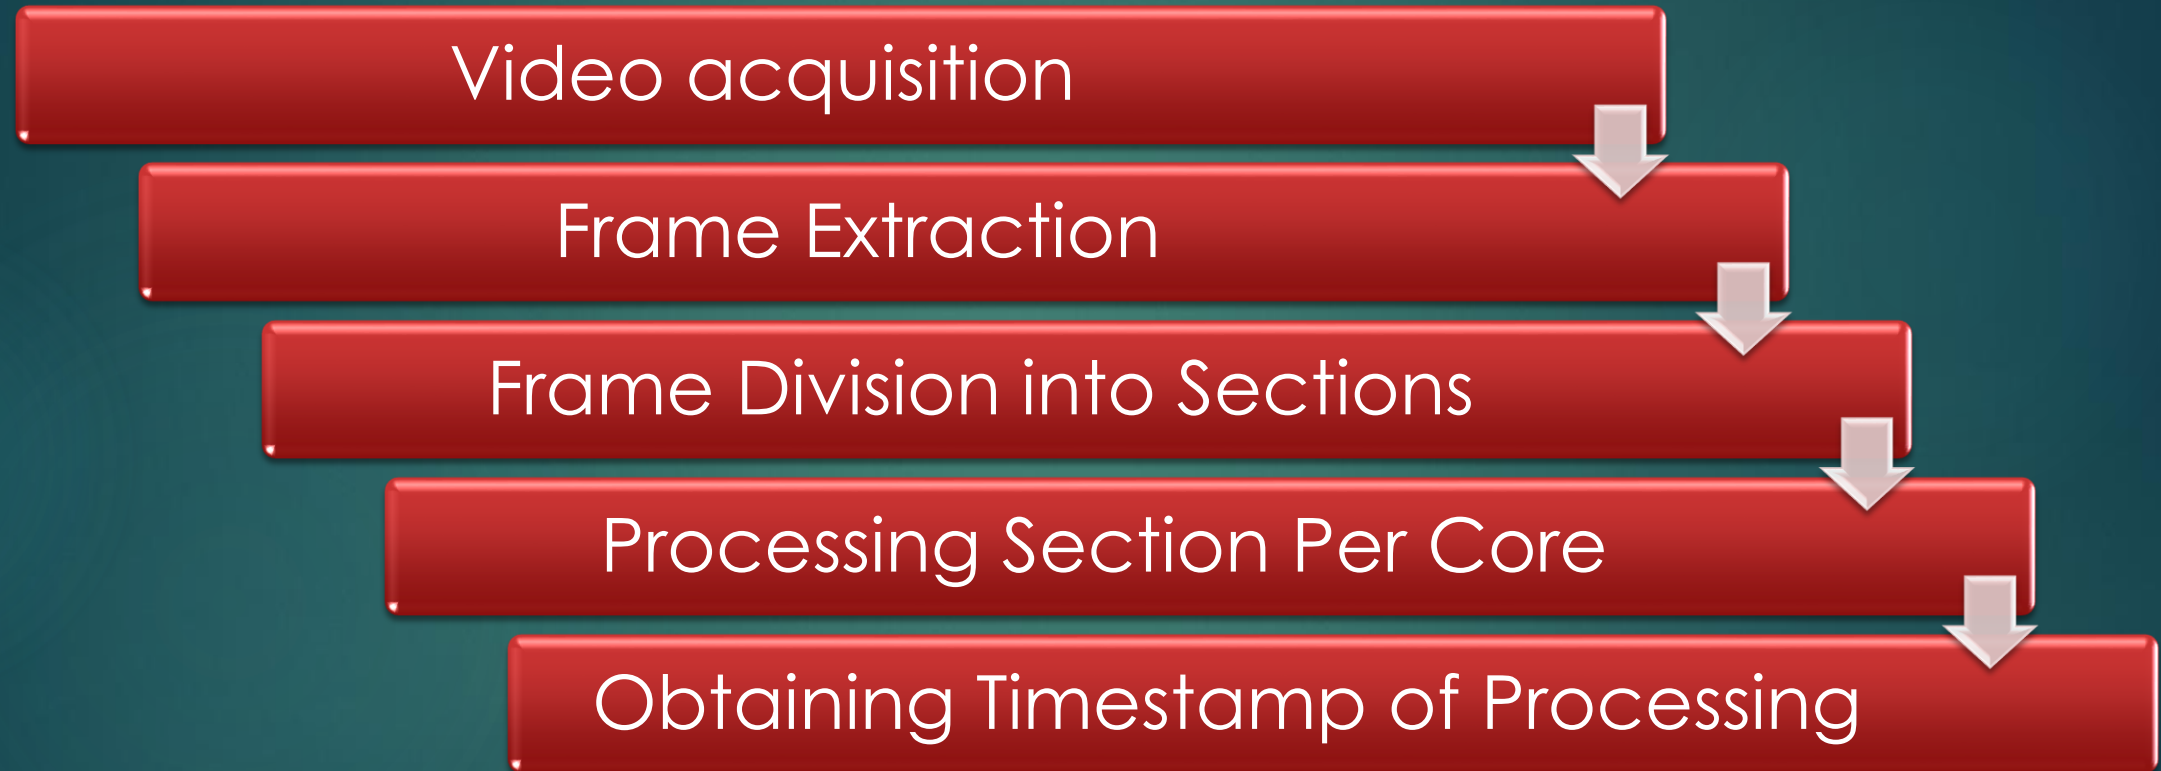 Video acquisition
Frame Extraction
Frame Division into Sections
Processing Section Per Core
Obtaining Timestamp of Processing